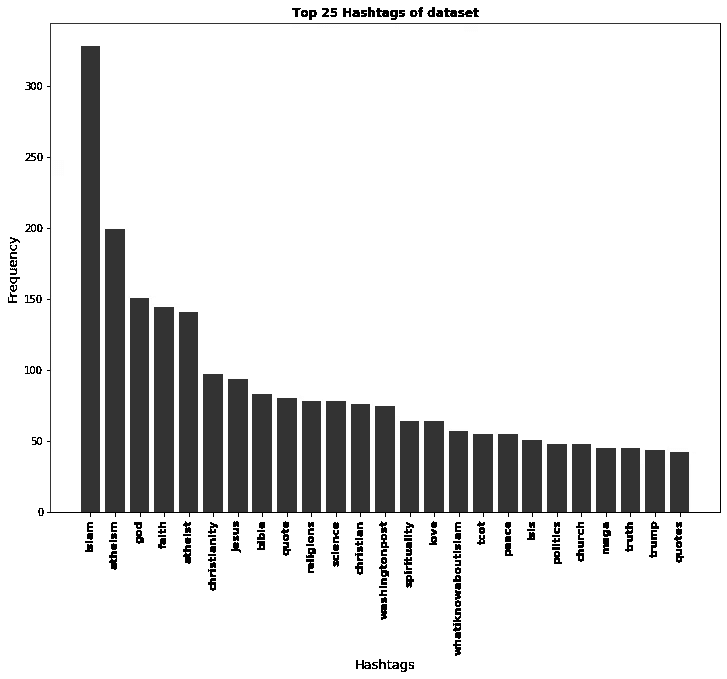 Top 25 Hashtags of dataset
Frequency
300
250
200
150
100
50
0
islam
atheism
god
faith
atheist
christianity
jesus
bible
quote
religions
science
christian
washingtonpost
spirituality
love
whatiknowaboutislam
tcot
peace
isis
politics
church
maga
truth
trump
quotes
Hashtags